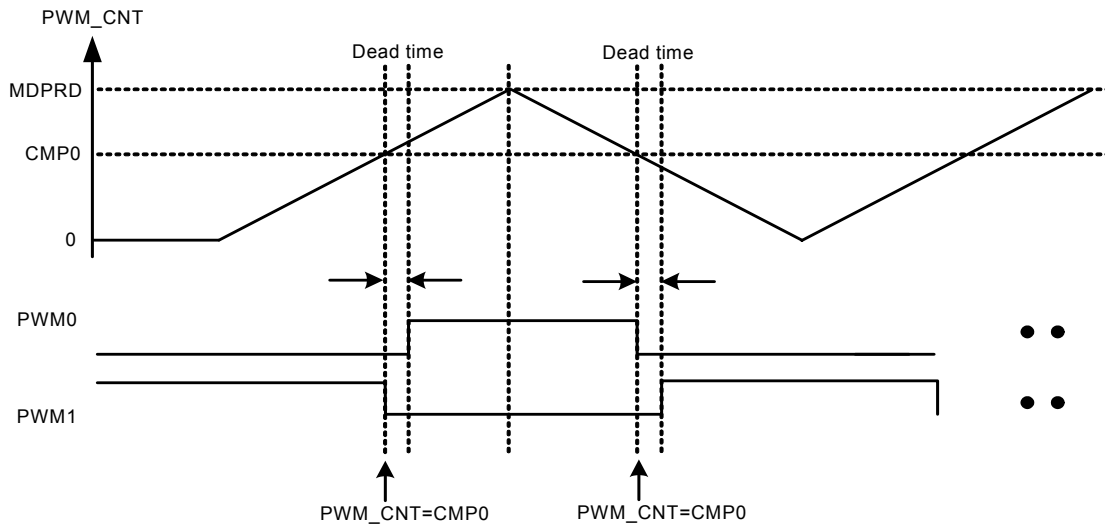 PWM_CNT
Dead time
Dead time
MDPRD
CMP0
0
PWM0
PWM1
PWM_CNT=CMP0
PWM_CNT=CMP0